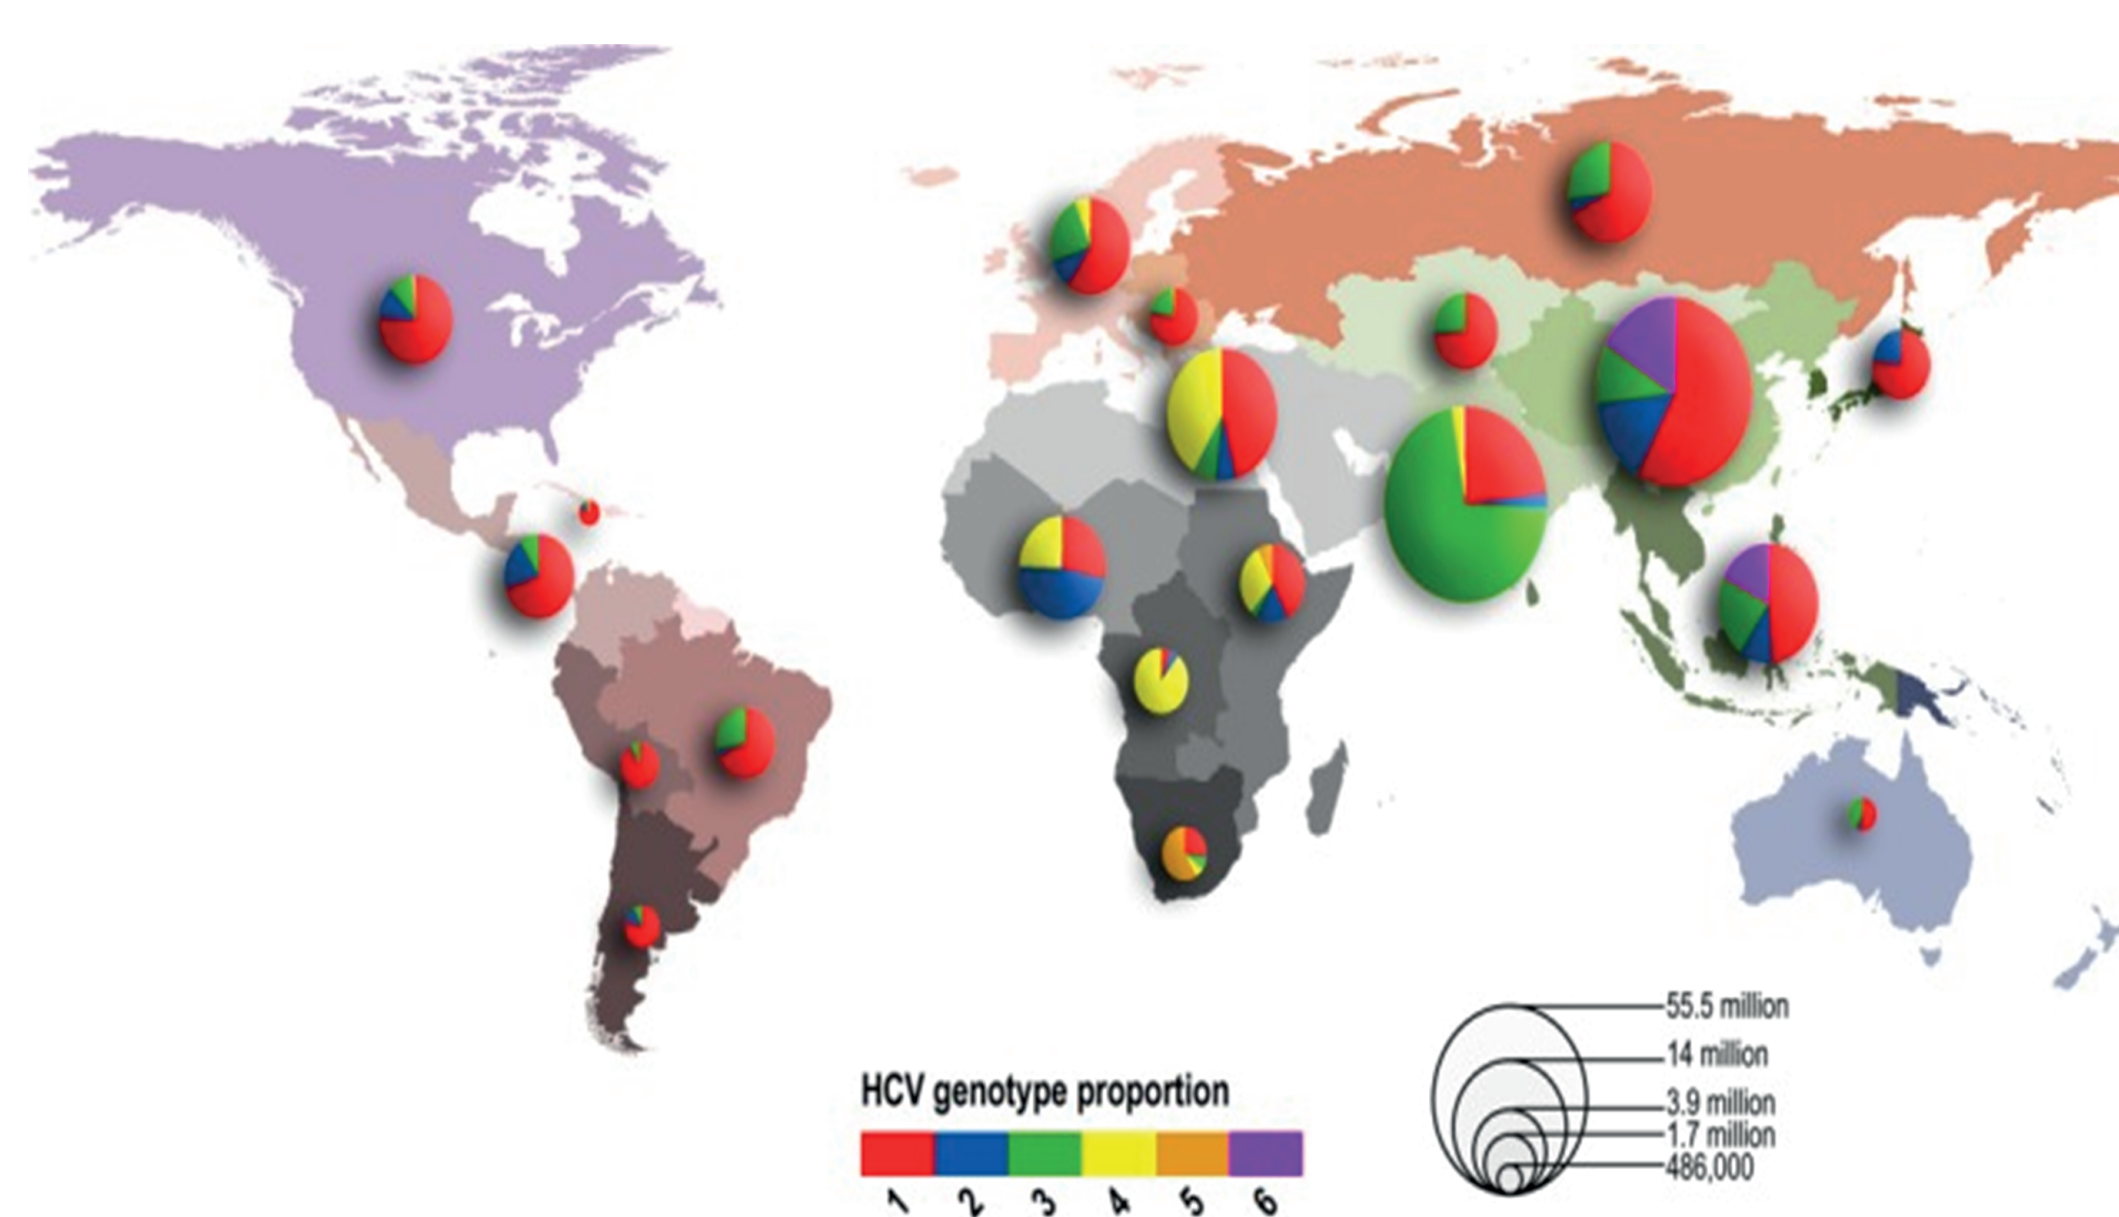 HCV genotype proportion
1 2 3 4 5 6
55.5 million
14 million
3.9 million
1.7 million
486,000